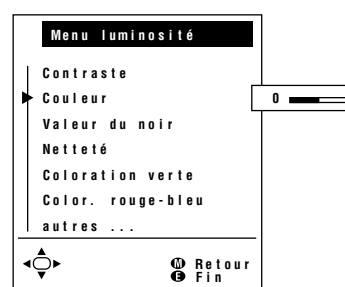 Menu luminosité
Contraste
Couleur
0
Valeur du noir
Netteté
Coloration verte
Color. rouge-bleu
autres ...
M Retour
E Fin